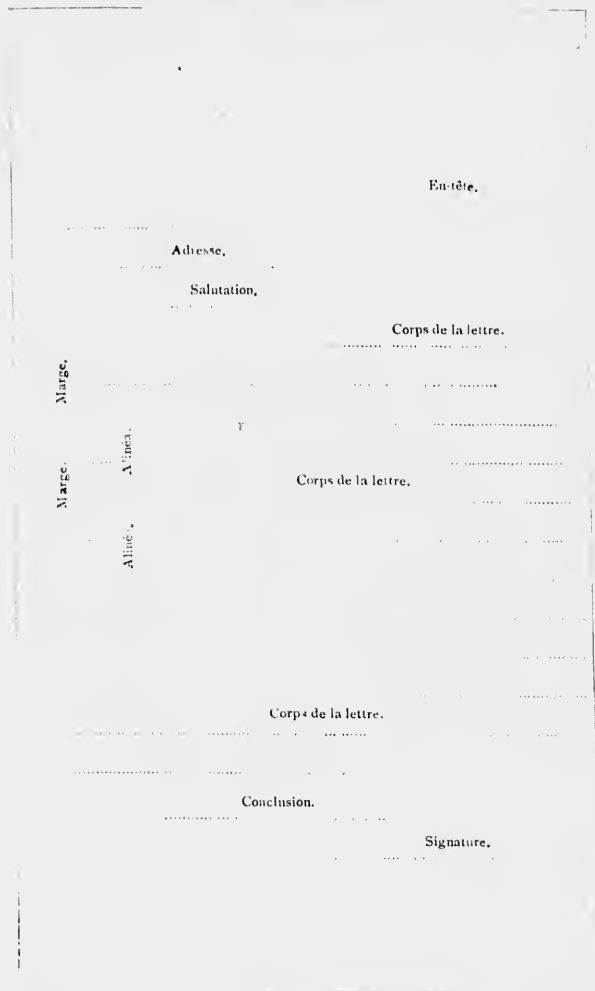 En-tête.
Adresse.
Salutation.
Corps de la lettre.
Marge.
Alinéa.
Marge.
Corps de la lettre.
Corps de la lettre.
Conclusion.
Signature.